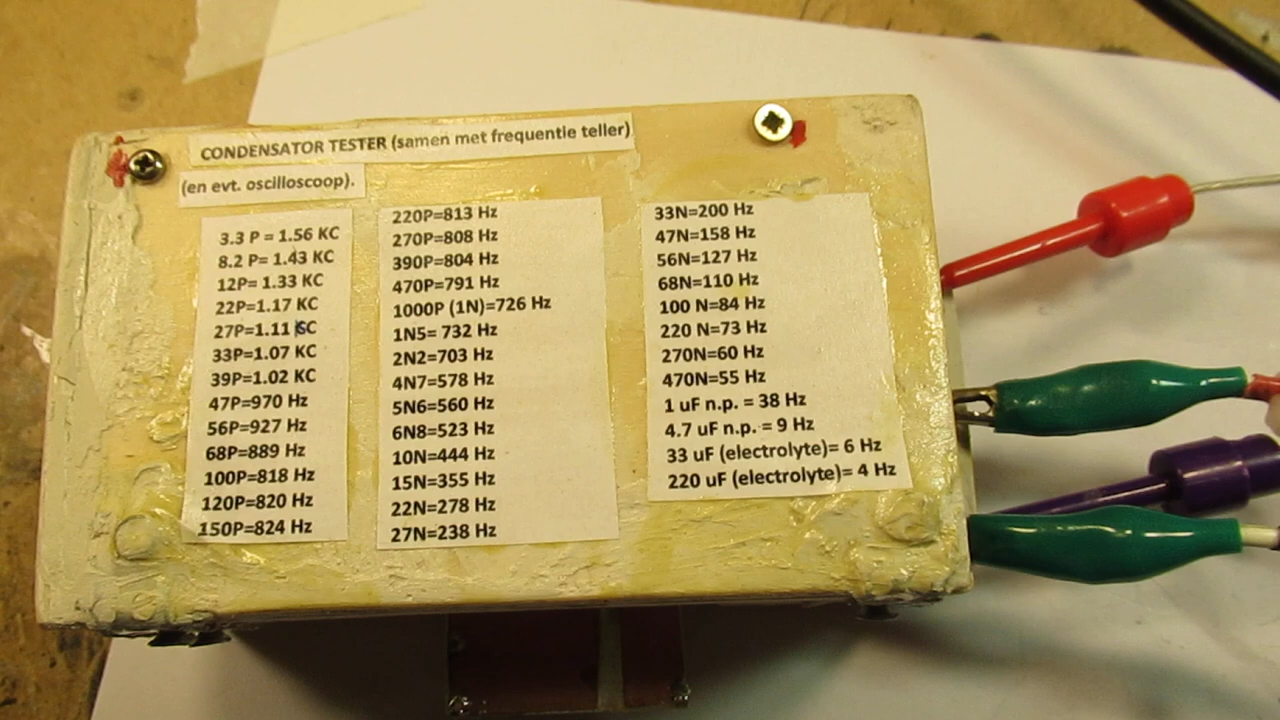 CONDENSATOR TESTER (samen met frequentie teller)
(en evt. oscilloscoop).
3.3 P = 1.56 KC
8.2 P= 1.43 KC
12P= 1.33 KC
22P=1.17 KC
27P=1.11 KC
33P=1.07 KC
39P=1.02 KC
47P=970 Hz
56P=927 Hz
68P=889 Hz
100P=818 Hz
120P=820 Hz
150P=824 Hz
220P=813 Hz
270P=808 Hz
390P=804 Hz
470P=791 Hz
1000P (1N)=726 Hz
1N5= 732 Hz
2N2=703 Hz
4N7=578 Hz
5N6=560 Hz
6N8=523 Hz
10N=444 Hz
15N=355 Hz
22N=278 Hz
27N=238 Hz
33N=200 Hz
47N=158 Hz
56N=127 Hz
68N=110 Hz
100 N=84 Hz
220 N=73 Hz
270N=60 Hz
470N=55 Hz
1 uF n.p. = 38 Hz
4.7 uF n.p. = 9 Hz
33 uF (electrolyte)= 6 Hz
220 uF (electrolyte)= 4 Hz